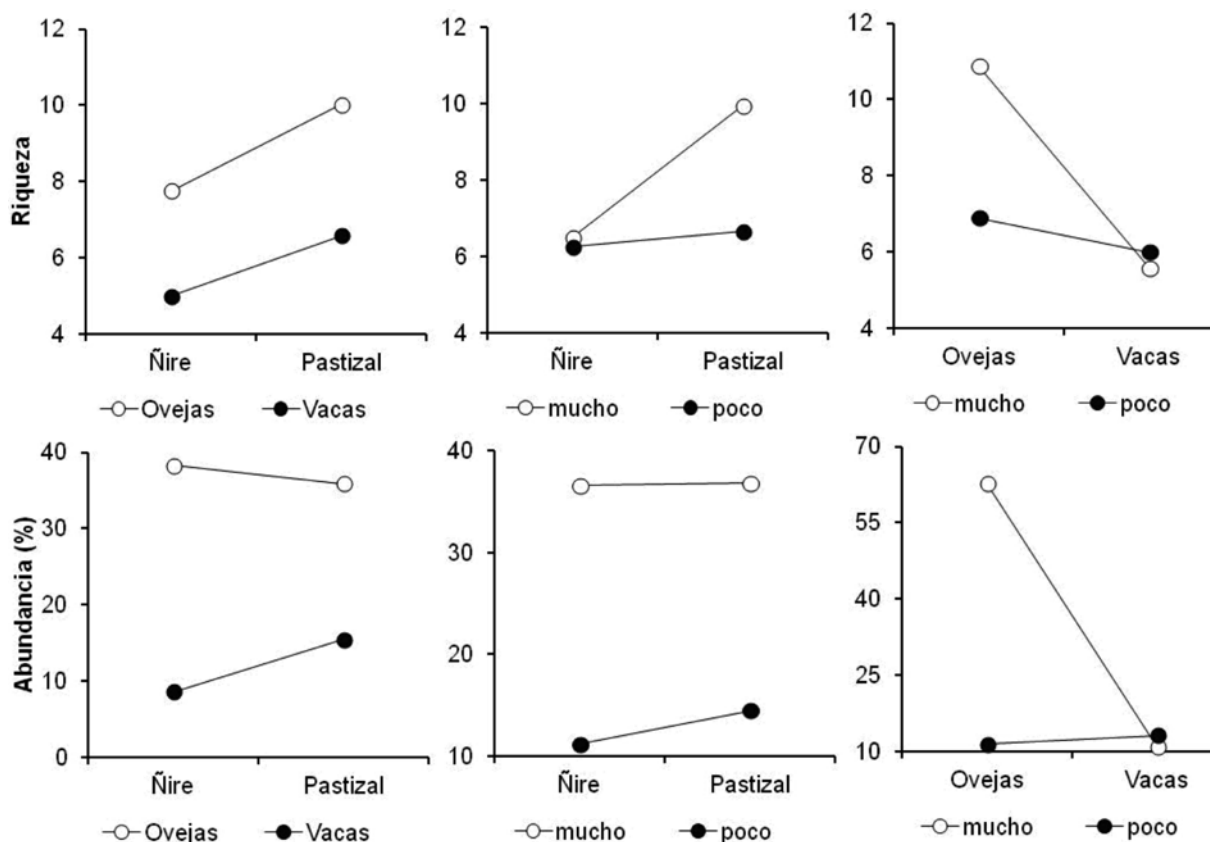 Riqueza
12
10
8
6
4
Ñire Pastizal
Ovejas Vacas
12
10
8
6
4
Ñire Pastizal
mucho poco
12
10
8
6
4
Ovejas Vacas
mucho poco
Abundancia (%)
40
30
20
10
0
Ñire Pastizal
Ovejas Vacas
40
30
20
10
Ñire Pastizal
mucho poco
70
55
40
25
10
Ovejas Vacas
mucho poco